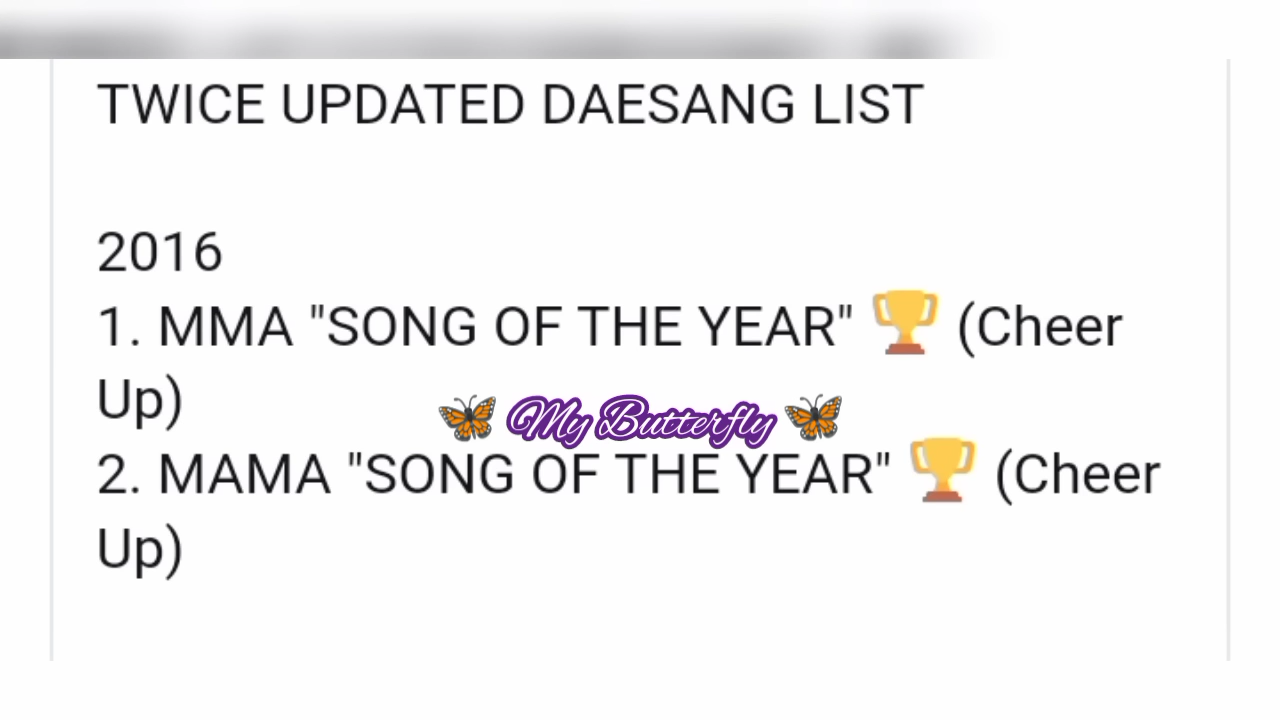 TWICE UPDATED DAESANG LIST
2016
1. MMA "SONG OF THE YEAR" 🏆 (Cheer
Up)
🦋 My Butterfly 🦋
2. MAMA "SONG OF THE YEAR" 🏆 (Cheer
Up)